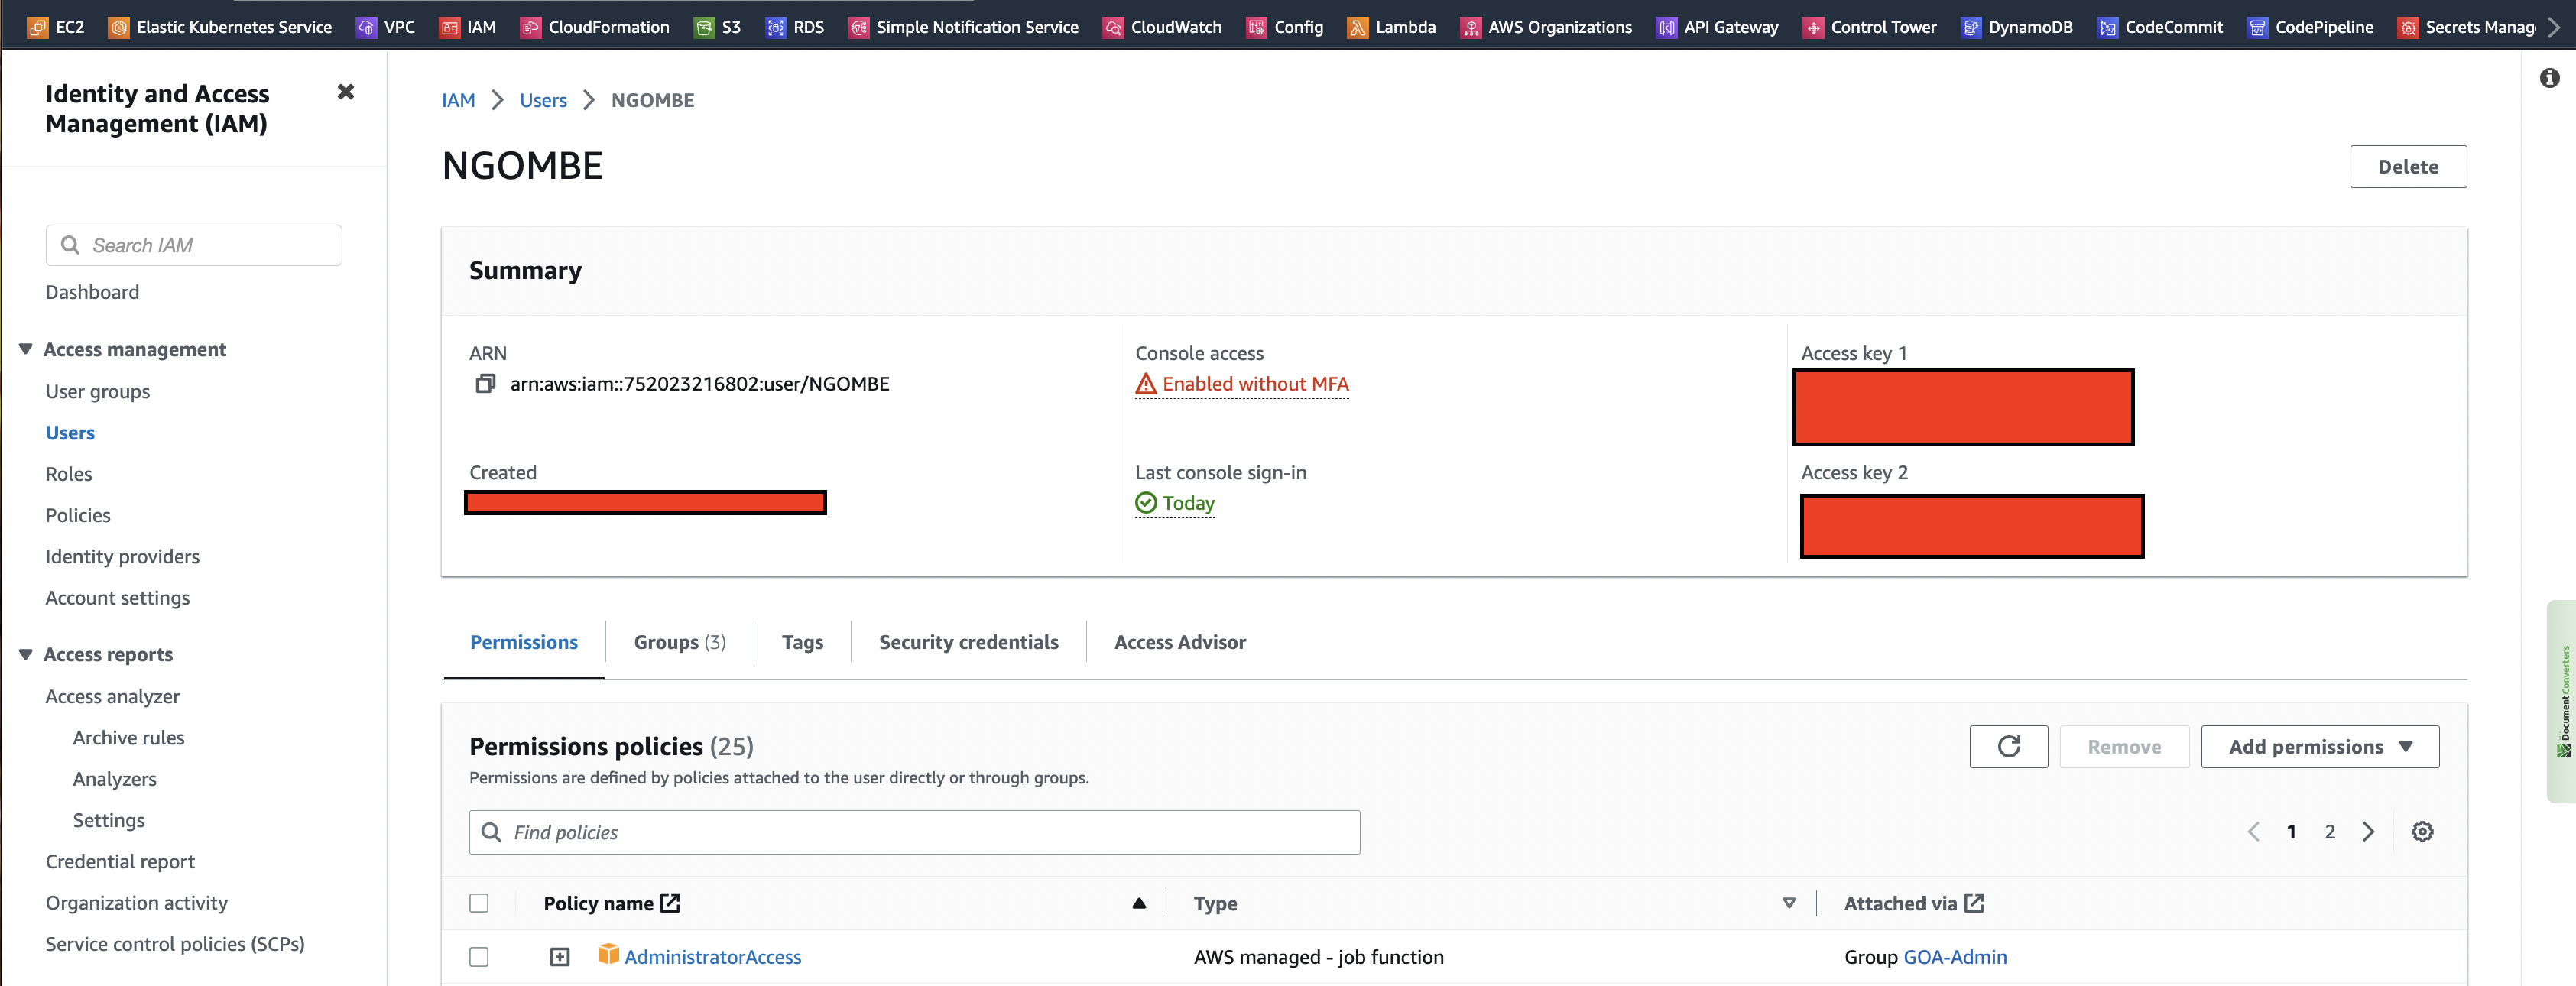 EC2 Elastic Kubernetes Service VPC IAM CloudFormation S3 RDS Simple Notification Service CloudWatch Config Lambda AWS Organizations API Gateway Control Tower DynamoDB CodeCommit CodePipeline Secrets Manag
Identity and Access
Management (IAM)
Search IAM
Dashboard
Access management
User groups
Users
Roles
Policies
Identity providers
Account settings
Access reports
Access analyzer
Archive rules
Analyzers
Settings
Credential report
Organization activity
Service control policies (SCPs)
IAM > Users > NGOMBE
NGOMBE
Delete
Summary
ARN
arn:aws:iam::752023216802:user/NGOMBE
Console access
Enabled without MFA
Access key 1
Created
Last console sign-in
Today
Access key 2
Permissions Groups (3) Tags Security credentials Access Advisor
Permissions policies (25)
Permissions are defined by policies attached to the user directly or through groups.
Remove
Add permissions
Find policies
1 2
Policy name Type Attached via
AdministratorAccess AWS managed - job function Group GOA-Admin
DocumentConverters